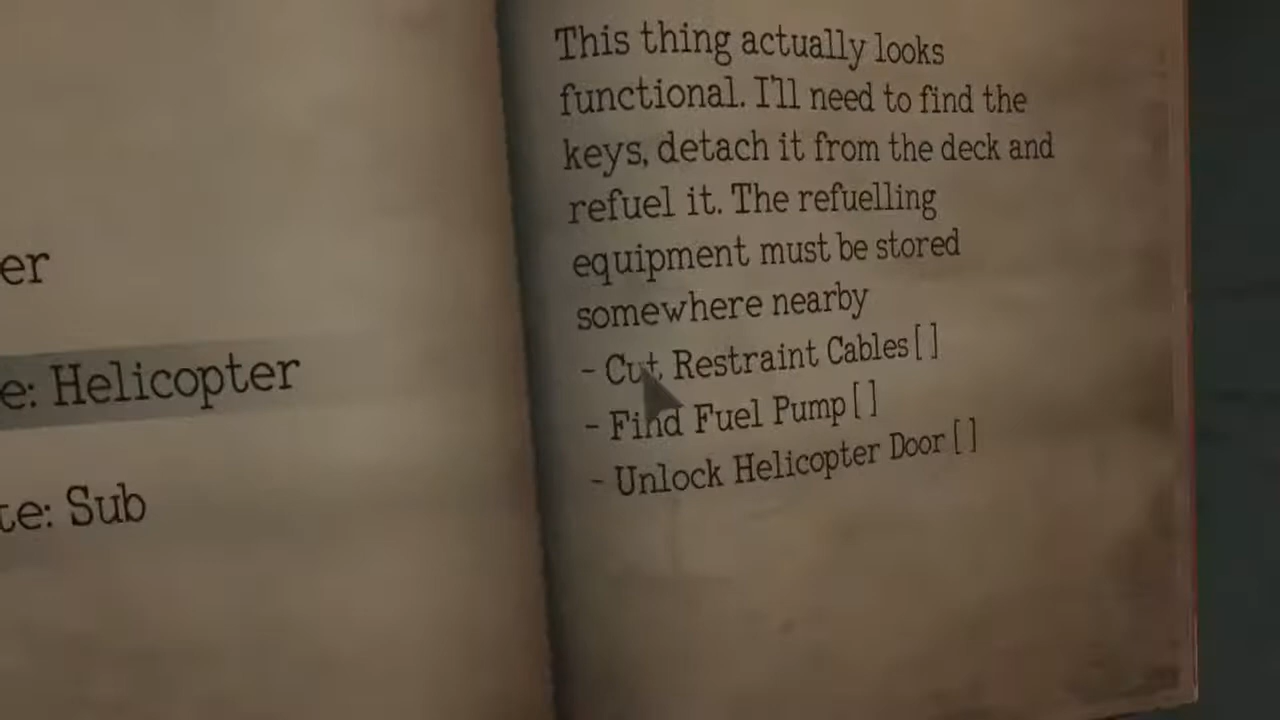 er
e: Helicopter
te: Sub
This thing actually looks
functional. I'll need to find the
keys, detach it from the deck and
refuel it. The refuelling
equipment must be stored
somewhere nearby
- Cut Restraint Cables[ ]
- Find Fuel Pump[ ]
- Unlock Helicopter Door [ ]